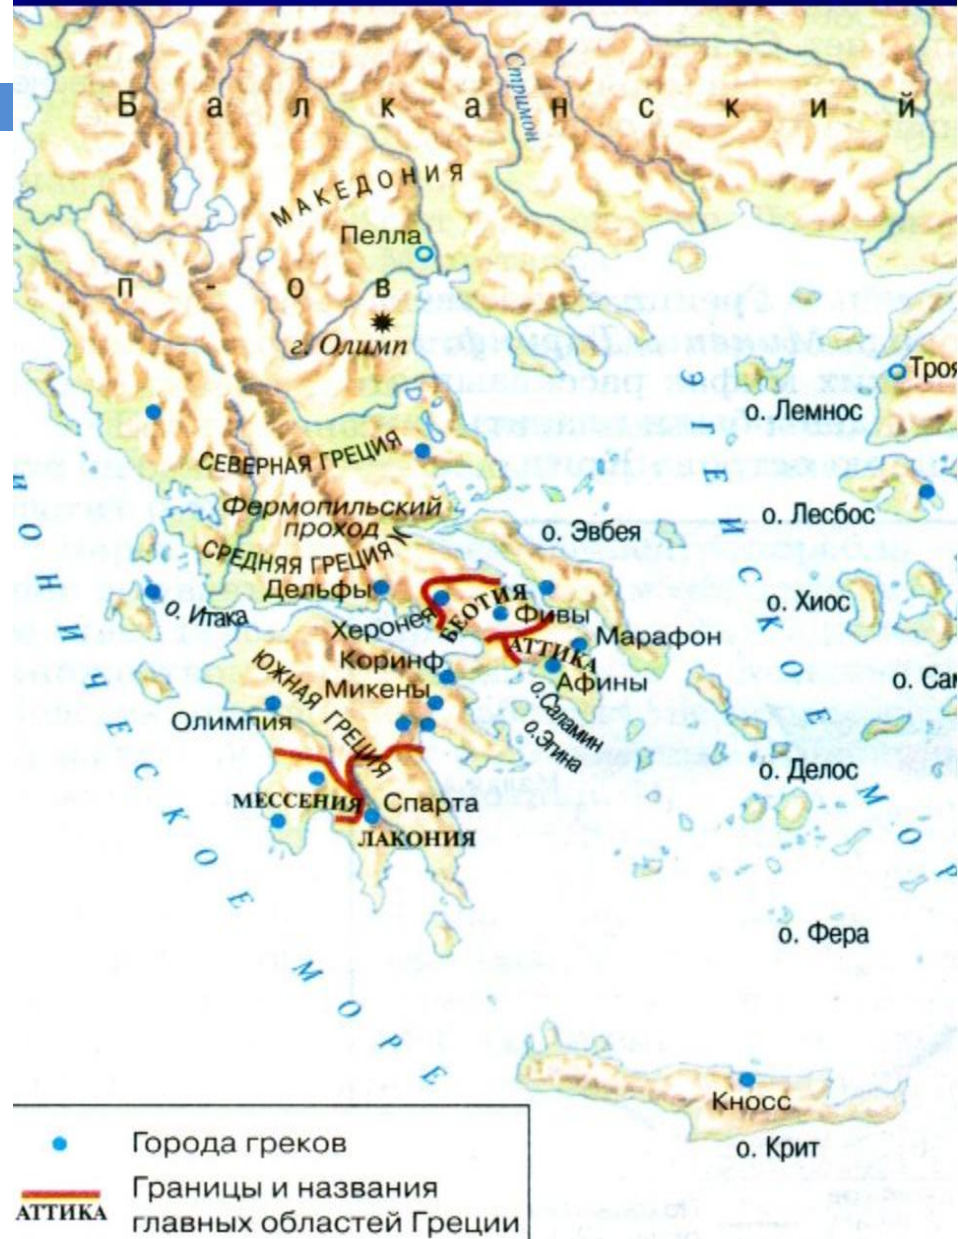 Стримон
Балканский
МАКЕДОНИЯ
Пелла
п-ов
г. Олимп
Троя
о. Лемнос
ЭГЕЙСКОЕ МОР
СЕВЕРНАЯ ГРЕЦИЯ
Фермопильский
проход
о. Лесбос
о. Эвбея
СРЕДНЯЯ ГРЕЦИЯ
ИОНИЧЕСКОЕ МОРЕ
Дельфы
о. Итака
БЕОТИЯ
Фивы
о. Хиос
Херонея
АТТИКА
Марафон
Коринф
ЮЖНАЯ ГРЕЦИЯ
Микены
Афины
о. Сам
о.Саламин
о.Эгина
Олимпия
о. Делос
МЕССЕНИЯ
Спарта
ЛАКОНИЯ
о. Фера
Кносс
о. Крит
Города греков
АТТИКА
Границы и названия
главных областей Греции